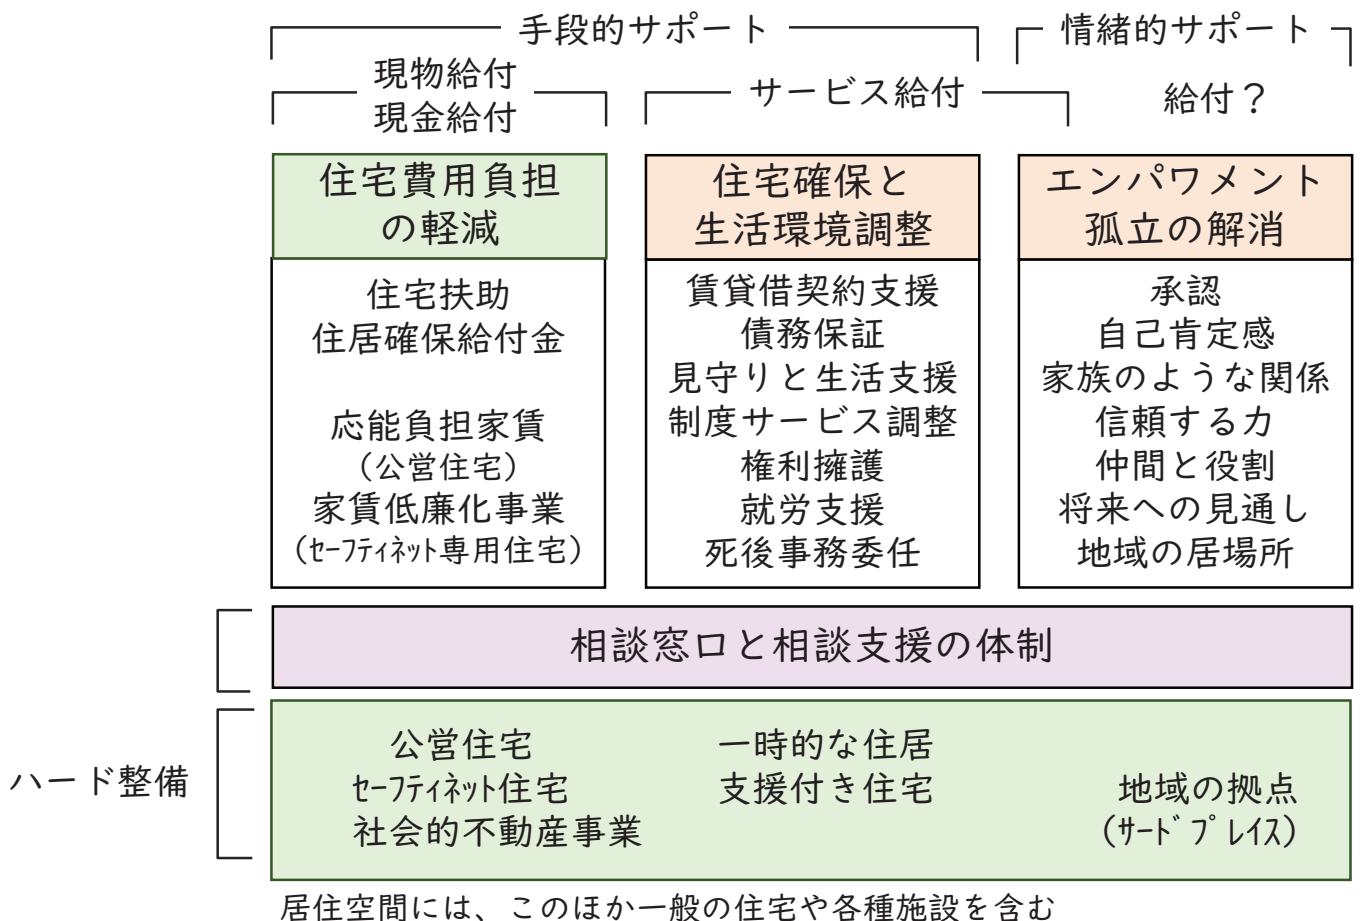 手段的サポート
情緒的サポート
現物給付
現金給付
サービス給付
給付?
住宅費用負担
の軽減
住宅扶助
住居確保給付金
応能負担家賃
(公営住宅)
家賃低廉化事業
(ｾｰﾌﾃｨﾈｯﾄ専用住宅)
住宅確保と
生活環境調整
賃貸借契約支援
債務保証
見守りと生活支援
制度サービス調整
権利擁護
就労支援
死後事務委任
エンパワメント
孤立の解消
承認
自己肯定感
家族のような関係
信頼する力
仲間と役割
将来への見通し
地域の居場所
相談窓口と相談支援の体制
ハード整備
公営住宅
ｾｰﾌﾃｨﾈｯﾄ住宅
社会的不動産事業
一時的な住居
支援付き住宅
地域の拠点
(ｻｰﾄﾞﾌﾟﾚｲｽ)
居住空間には、このほか一般の住宅や各種施設を含む